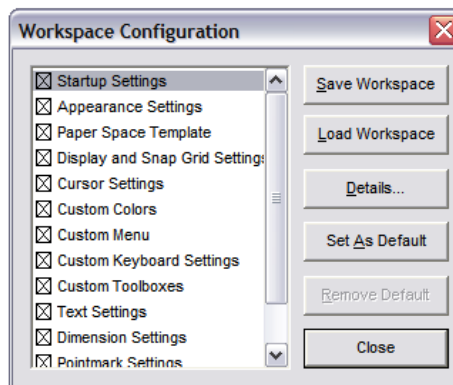 Workspace Configuration
Startup Settings
Appearance Settings
Paper Space Template
Display and Snap Grid Settings
Cursor Settings
Custom Colors
Custom Menu
Custom Keyboard Settings
Custom Toolboxes
Text Settings
Dimension Settings
Pointmark Settings
Save Workspace
Load Workspace
Details...
Set As Default
Remove Default
Close